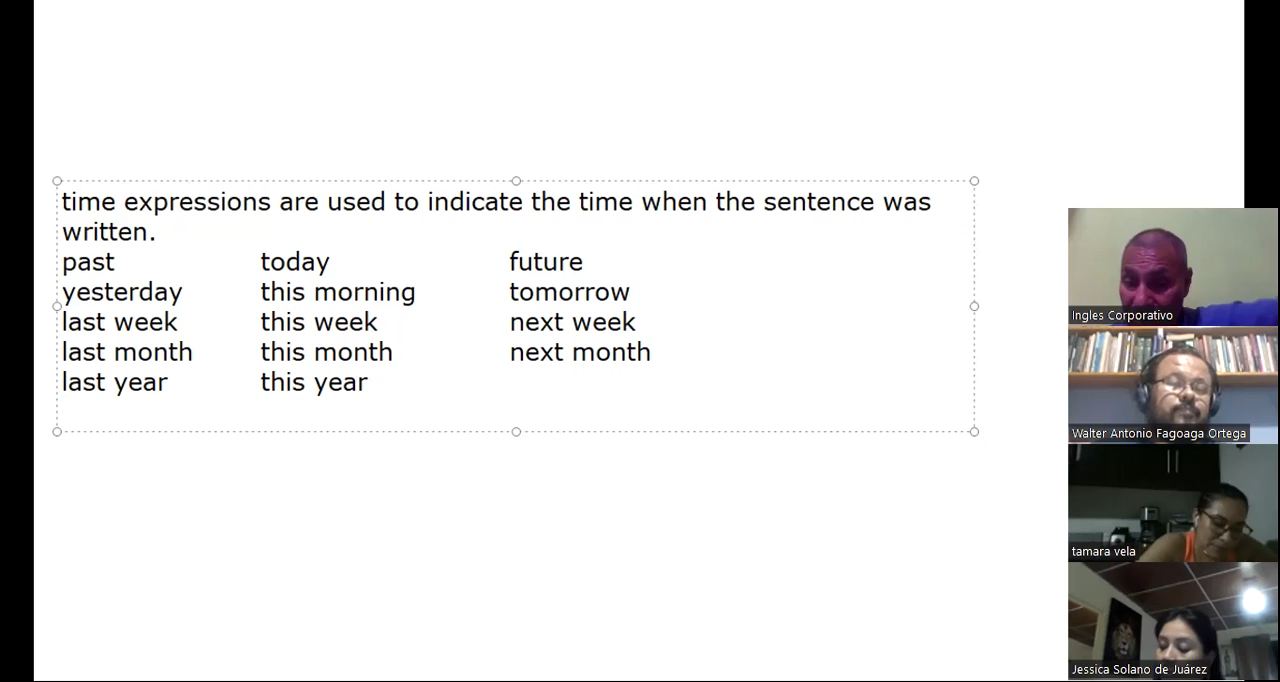 time expressions are used to indicate the time when the sentence was
written.
past today future
yesterday this morning tomorrow
last week this week next week
last month this month next month
last year this year
Ingles Corporativo
Walter Antonio Fagoaga Ortega
tamara vela
Jessica Solano de Juárez